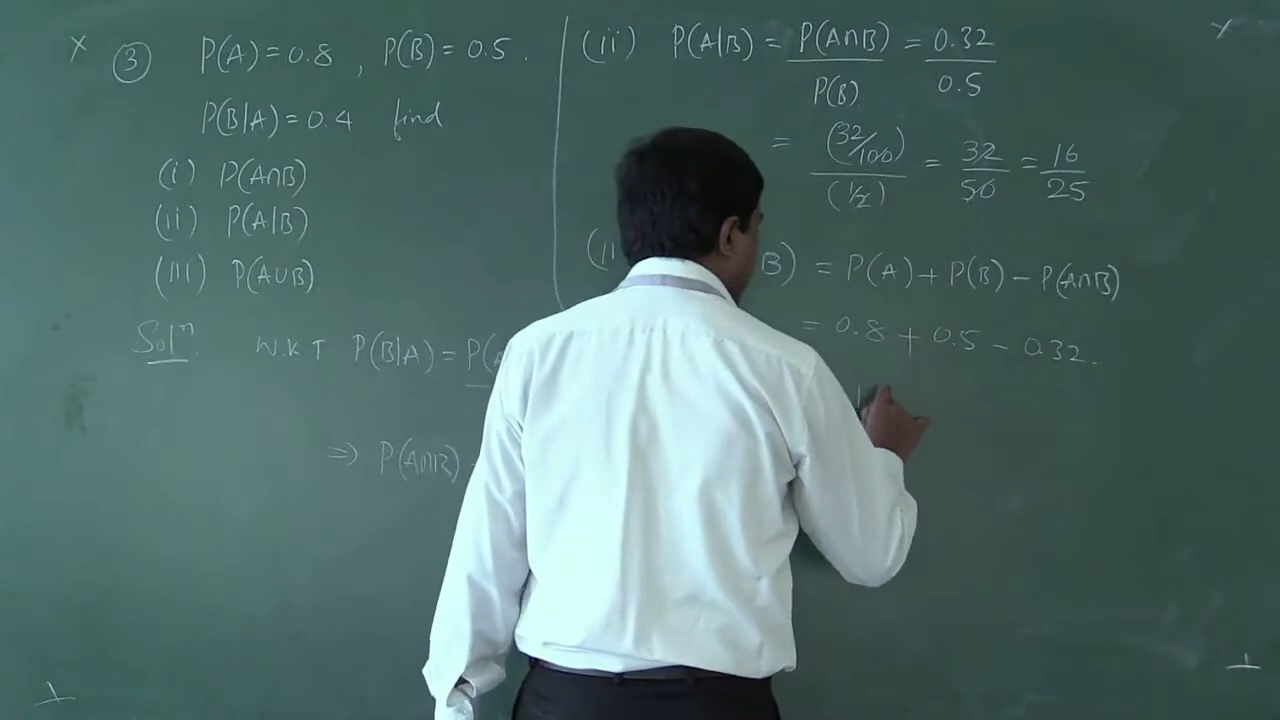 ③ P(A) = 0.8 , P(B) = 0.5 .
P(B|A) = 0.4 find
(i) P(A∩B)
(ii) P(A|B)
(iii) P(A∪B)
Solⁿ. W.K.T P(B|A) = P(A
⇒ P(A∩B)
(ii) P(A|B) = P(A∩B)/P(B) = 0.32/0.5
= (32/100)/(1/2) = 32/50 = 16/25
(ii B) = P(A) + P(B) − P(A∩B)
= 0.8 + 0.5 − 0.32.